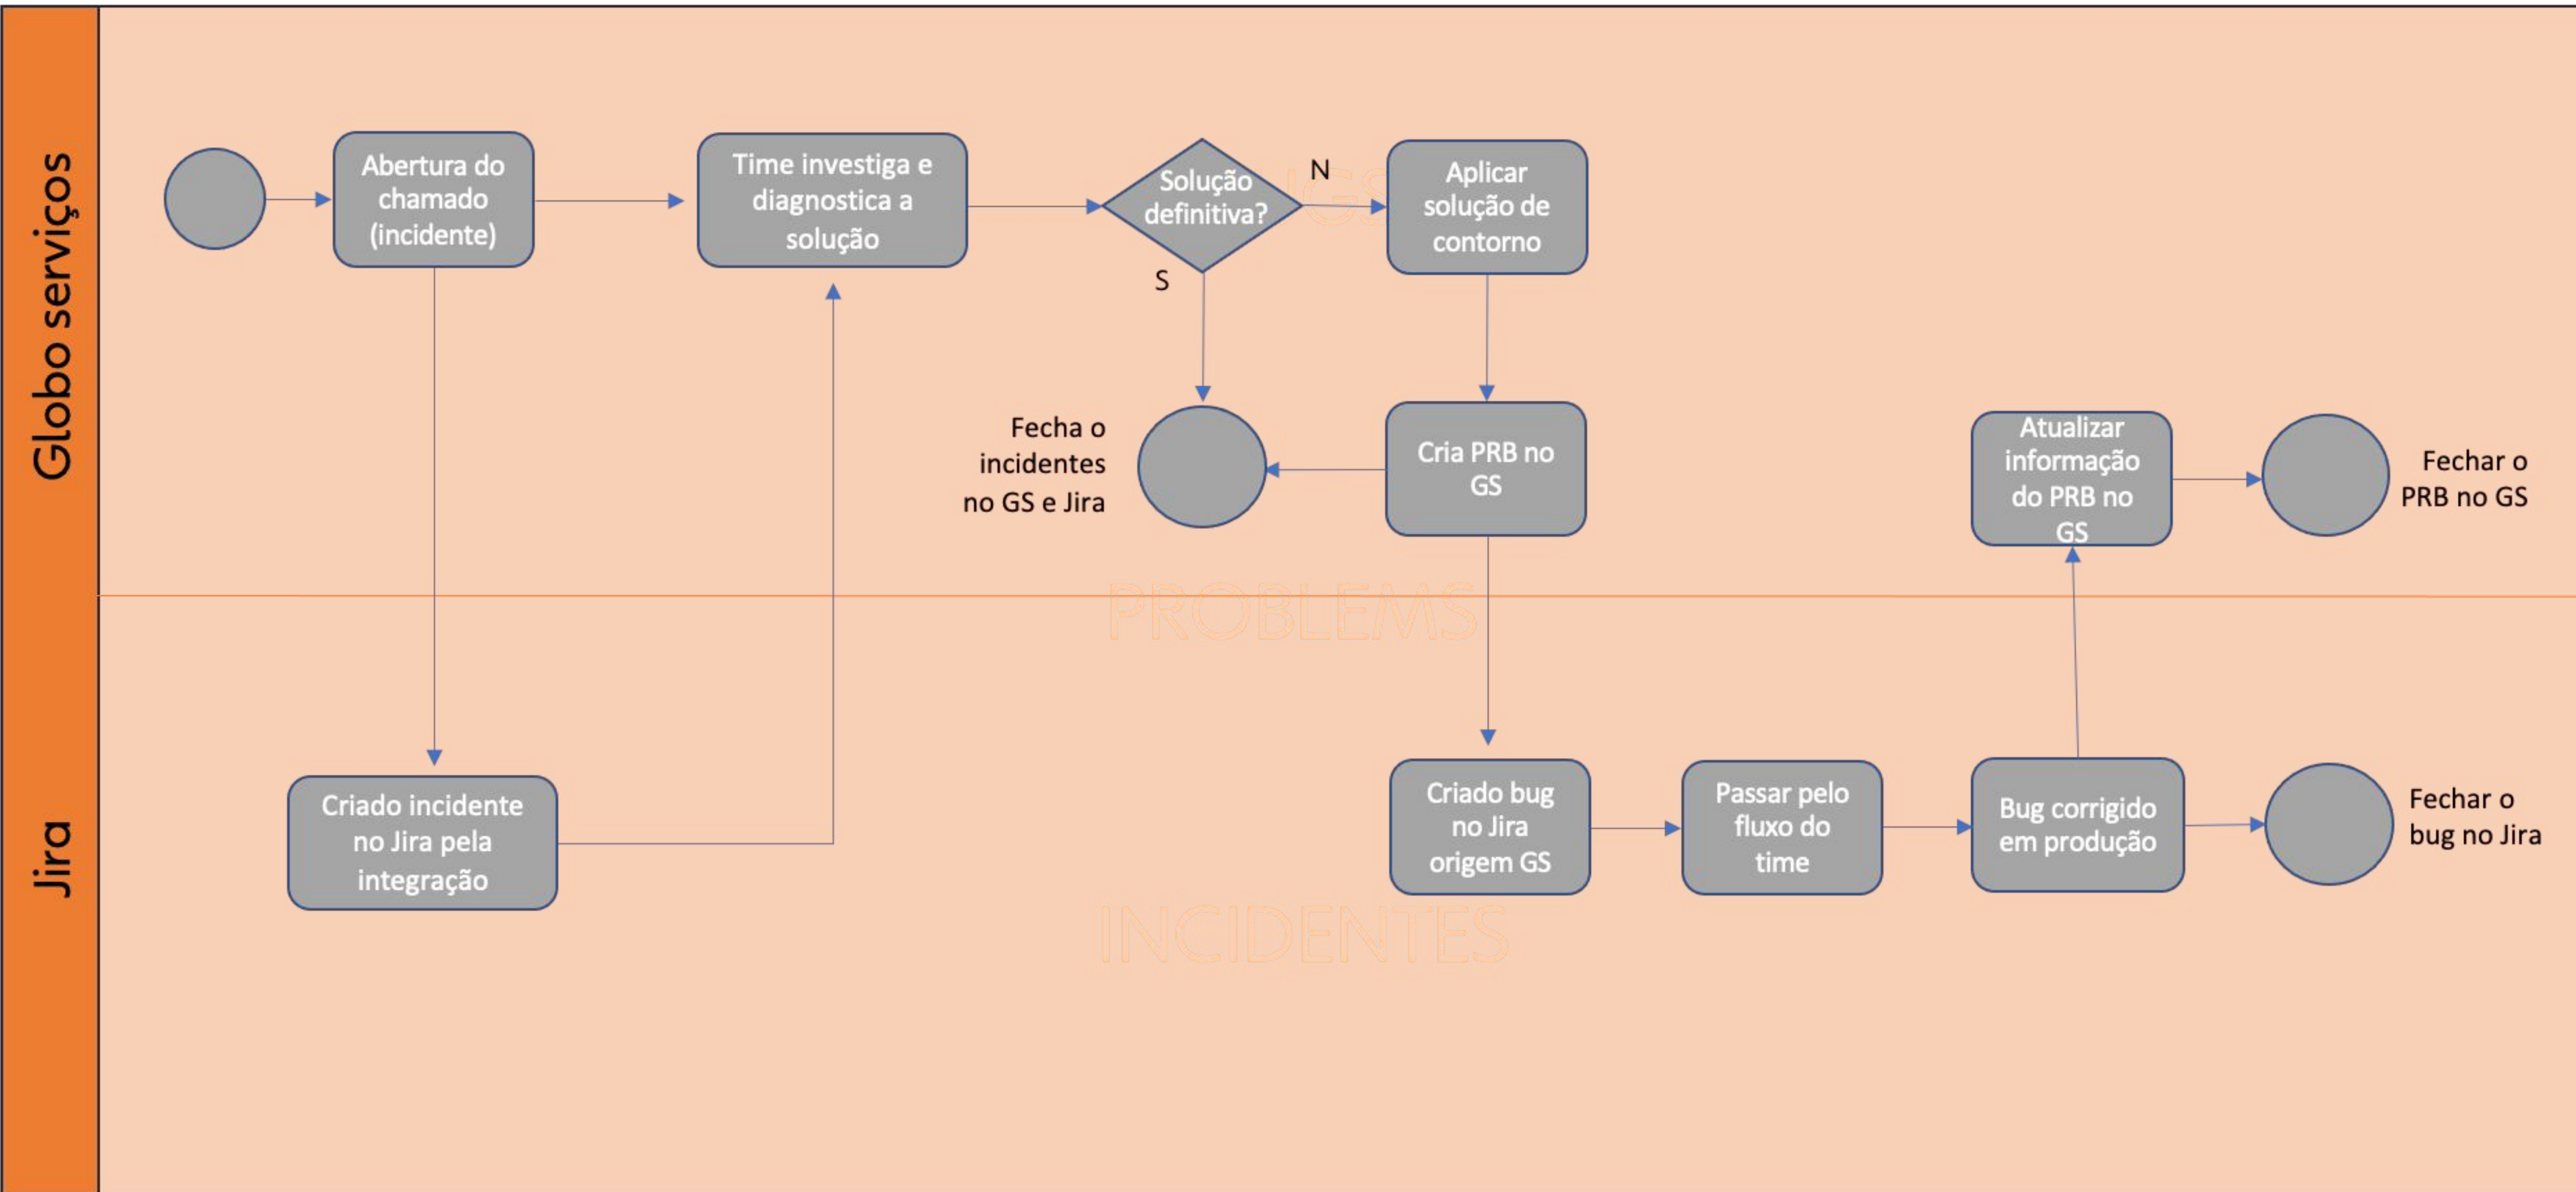 Globo serviços
Abertura do
chamado
(incidente)
Time investiga e
diagnostica a
solução
Solução
definitiva?
N
S
Aplicar
solução de
contorno
Fecha o
incidentes
no GS e Jira
Cria PRB no
GS
Atualizar
informação
do PRB no
GS
Fechar o
PRB no GS
PROBLEMS
Jira
Criado incidente
no Jira pela
integração
Criado bug
no Jira
origem GS
Passar pelo
fluxo do
time
Bug corrigido
em produção
Fechar o
bug no Jira
INCIDENTES